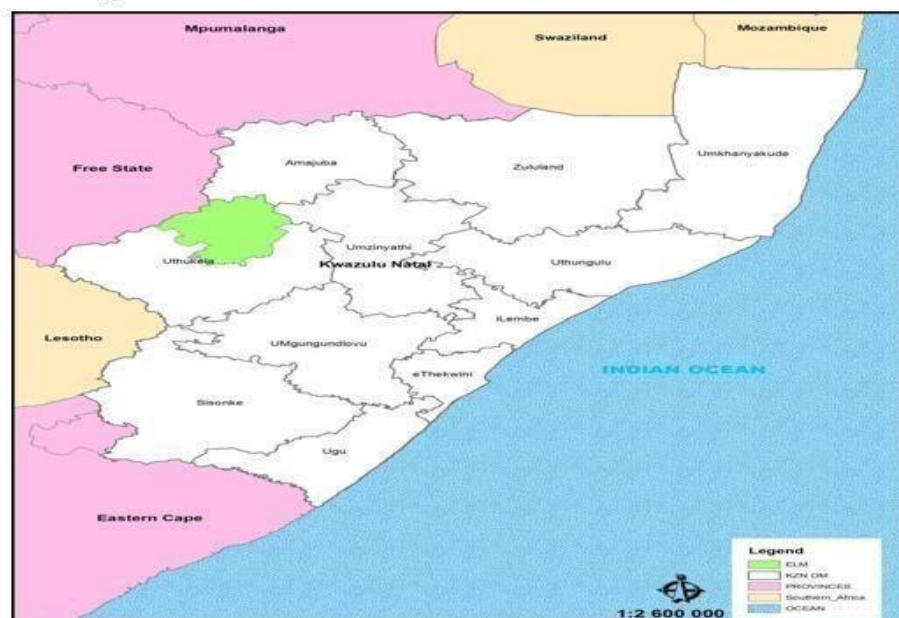 Mpumalanga
Swaziland
Mozambique
Free State
Amajuba
Zululand
Umkhanyakude
Umzinyathi
Uthukela
Kwazulu Natal
Uthungulu
iLembe
Lesotho
UMgungundlovu
eThekwini
INDIAN OCEAN
Sisonke
Ugu
Eastern Cape
Legend
ELM
KZN DM
PROVINCES
Southern_Africa
OCEAN
1:2 600 000